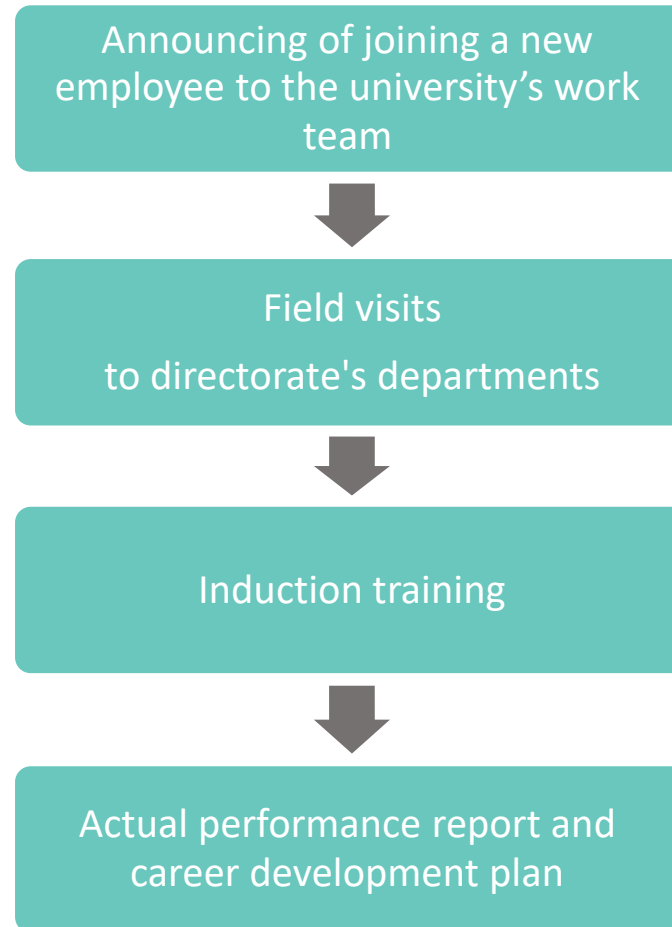 Announcing of joining a new
employee to the university’s work
team
Field visits
to directorate's departments
Induction training
Actual performance report and
career development plan